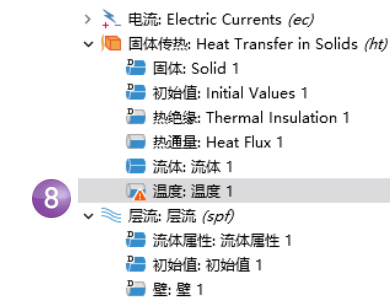 电流: Electric Currents (ec)
固体传热: Heat Transfer in Solids (ht)
D 固体: Solid 1
D 初始值: Initial Values 1
D 热绝缘: Thermal Insulation 1
热通量: Heat Flux 1
流体: 流体 1
8 温度: 温度 1
层流: 层流 (spf)
D 流体属性: 流体属性 1
D 初始值: 初始值 1
D 壁: 壁 1